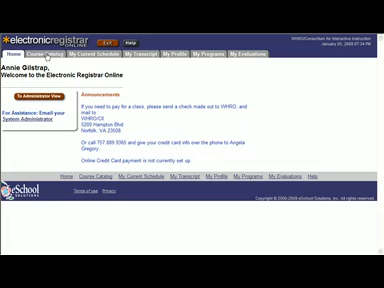 electronicregistrar
ONLINE
Exit
Help
WHRO/Consortium for Interactive Instruction
January 05, 2009 07:34 PM
Home
Course Catalog
My Current Schedule
My Transcript
My Profile
My Programs
My Evaluations
Annie Gilstrap,
Welcome to the Electronic Registrar Online
To Administrator View
For Assistance: Email your
System Administrator
Announcements
If you need to pay for a class, please send a check made out to WHRO, and
mail to :
WHRO/CII
5200 Hampton Blvd
Norfolk, VA 23508
Or call 757.889.9365 and give your credit card info over the phone to Angela
Gregory.
Online Credit Card payment is not currently set up.
Home
Course Catalog
My Current Schedule
My Transcript
My Profile
My Programs
My Evaluations
Help
eSchool
SOLUTIONS
Terms of use
Privacy
Copyright © 2000-2009 eSchool Solutions, Inc. All rights reserved.